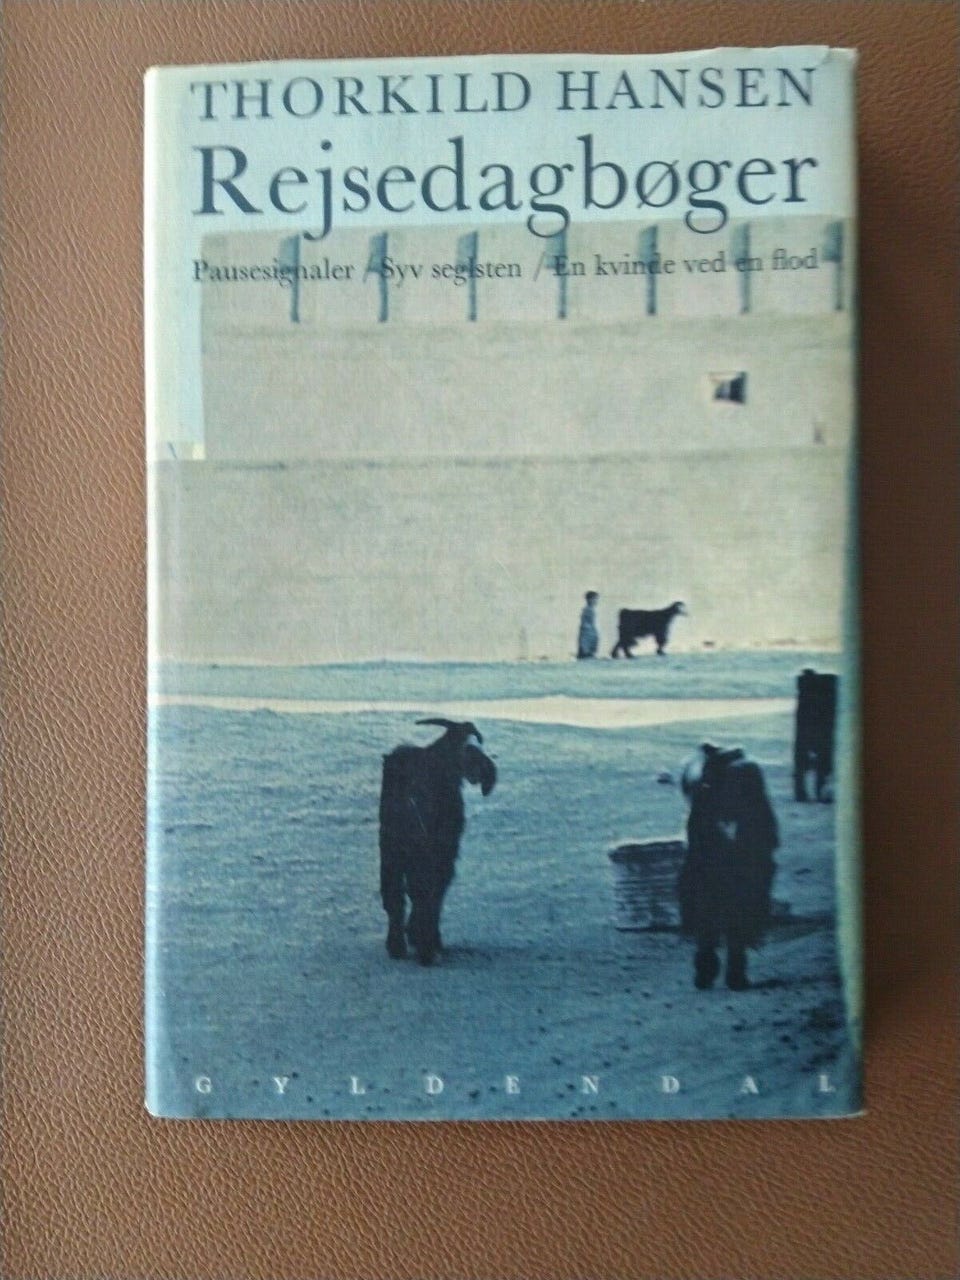 THORKILD HANSEN
Rejsedagbøger
Pausesignaler / Syv seglsten / En kvinde ved en flod
GYLDENDAL